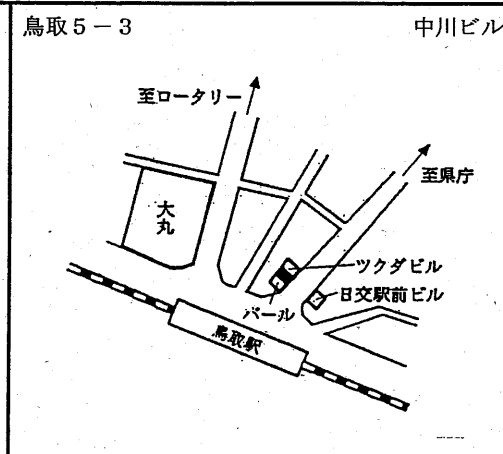 鳥取5－3
中川ビル
至ロータリー
至県庁
大丸
ツクダビル
日交駅前ビル
パール
鳥取駅